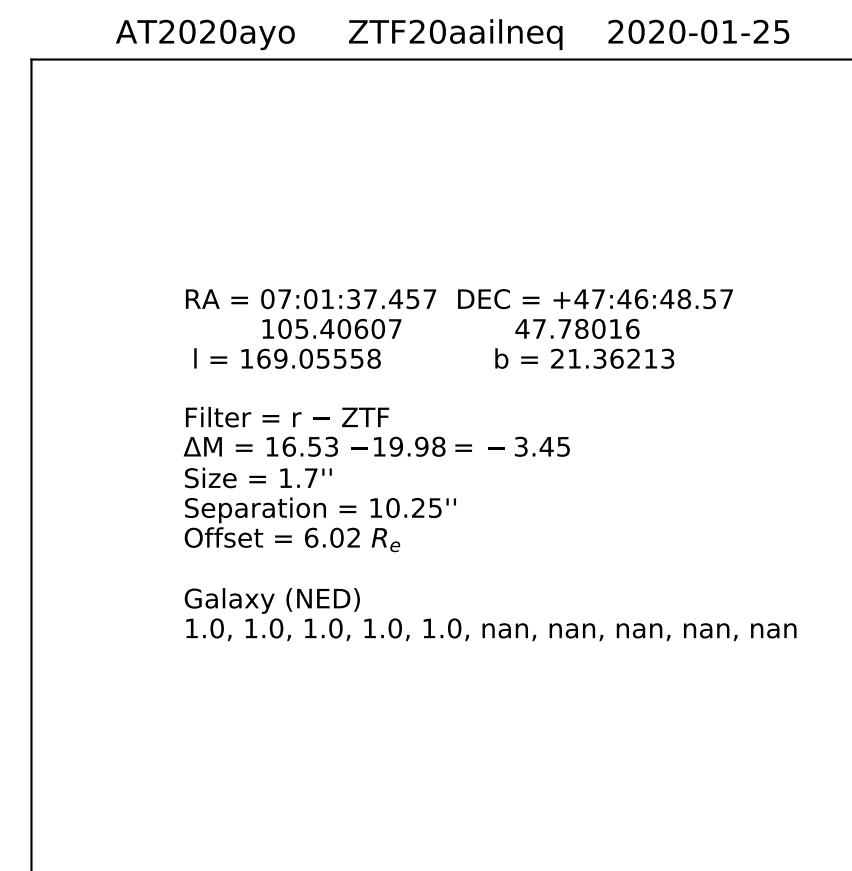 AT2020ayo ZTF20aailneq 2020-01-25
RA = 07:01:37.457 DEC = +47:46:48.57
105.40607 47.78016
l = 169.05558 b = 21.36213
Filter = r − ZTF
ΔM = 16.53 −19.98 = − 3.45
Size = 1.7''
Separation = 10.25''
Offset = 6.02 Re
Galaxy (NED)
1.0, 1.0, 1.0, 1.0, 1.0, nan, nan, nan, nan, nan